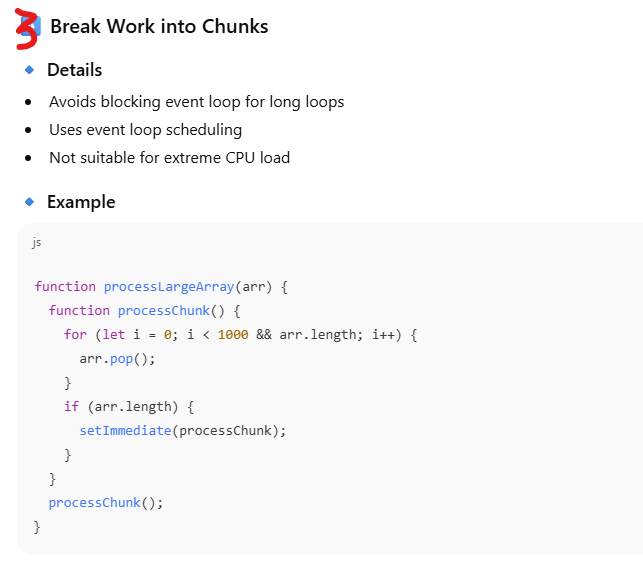 3 Break Work into Chunks
Details
Avoids blocking event loop for long loops
Uses event loop scheduling
Not suitable for extreme CPU load
Example
js
function processLargeArray(arr) {
  function processChunk() {
    for (let i = 0; i < 1000 && arr.length; i++) {
      arr.pop();
    }
    if (arr.length) {
      setImmediate(processChunk);
    }
  }
  processChunk();
}